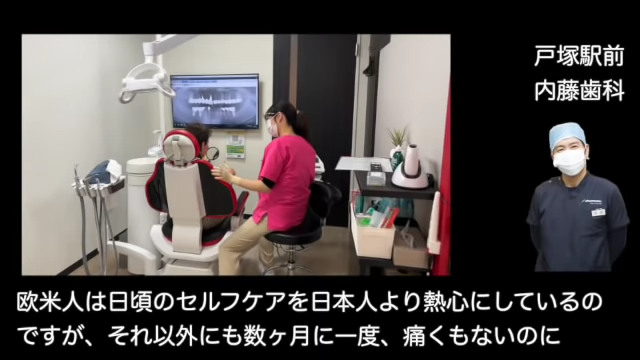 戸塚駅前
内藤歯科
欧米人は日頃のセルフケアを日本人より熱心にしているの
ですが、それ以外にも数ヶ月に一度、痛くもないのに